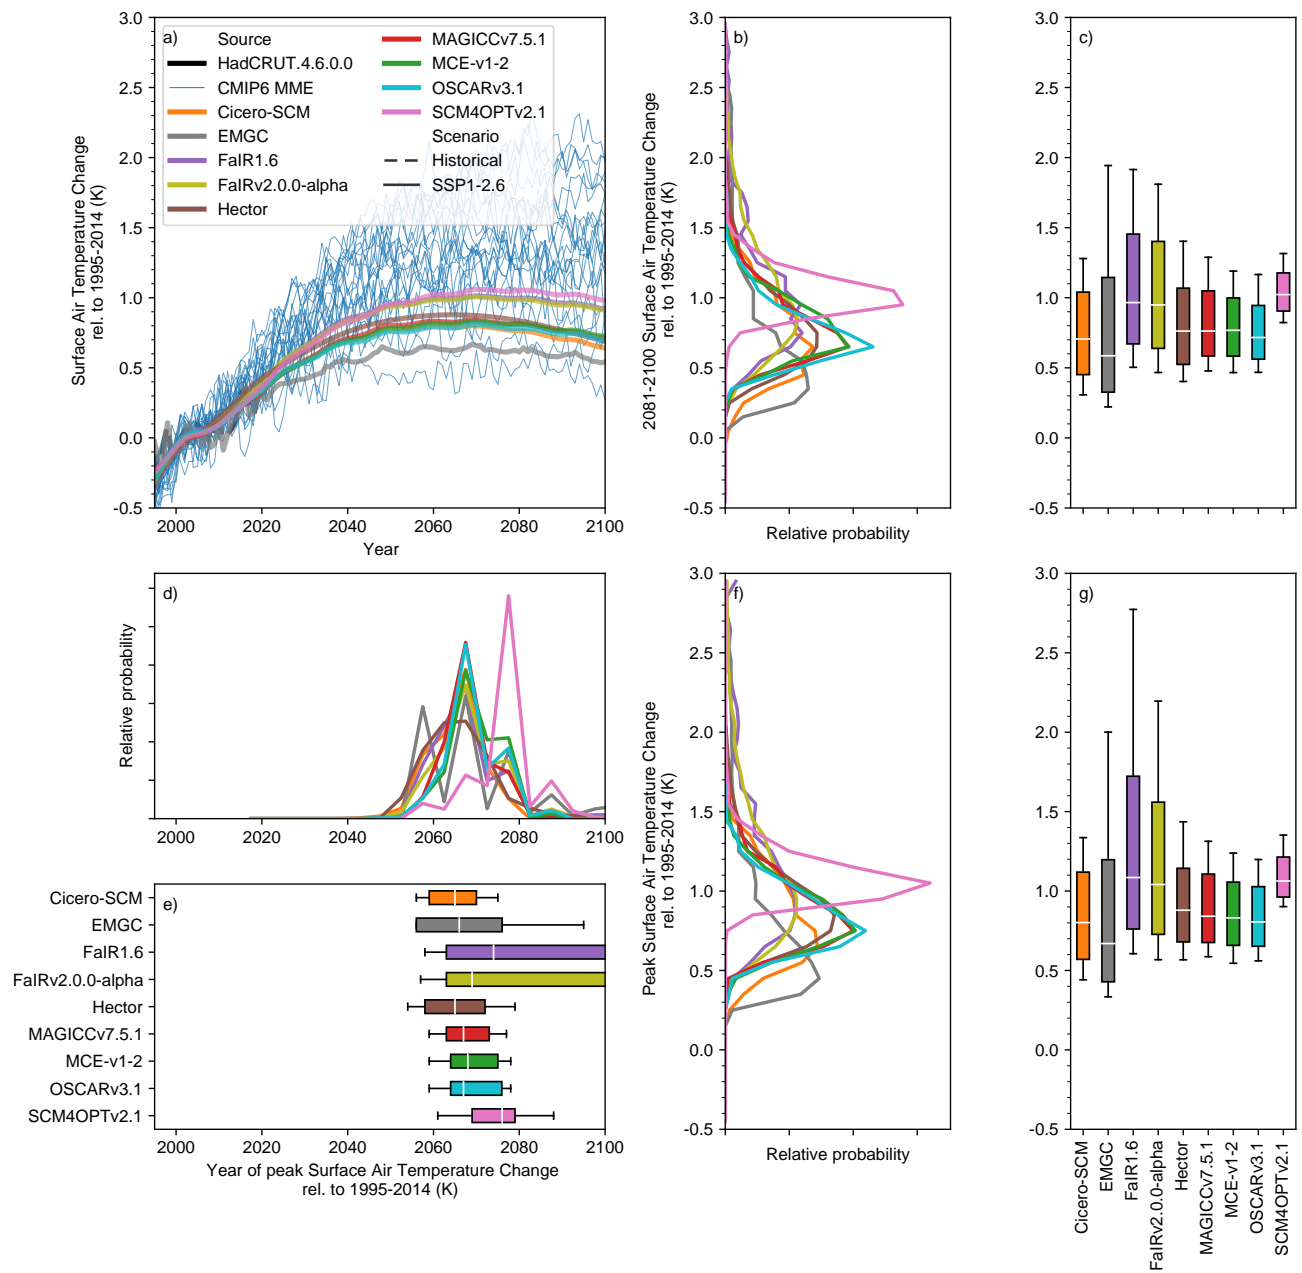 a)
Source
HadCRUT.4.6.0.0
CMIP6 MME
Cicero-SCM
EMGC
FaIR1.6
FaIRv2.0.0-alpha
Hector
MAGICCv7.5.1
MCE-v1-2
OSCARv3.1
SCM4OPTv2.1
Scenario
Historical
SSP1-2.6
3.0
2.5
2.0
1.5
1.0
0.5
0.0
-0.5
Surface Air Temperature Change
rel. to 1995-2014 (K)
2000
2020
2040
2060
2080
2100
Year
b)
3.0
2.5
2.0
1.5
1.0
0.5
0.0
-0.5
2081-2100 Surface Air Temperature Change
rel. to 1995-2014 (K)
Relative probability
c)
3.0
2.5
2.0
1.5
1.0
0.5
0.0
-0.5
d)
Relative probability
2000
2020
2040
2060
2080
2100
e)
Cicero-SCM
EMGC
FaIR1.6
FaIRv2.0.0-alpha
Hector
MAGICCv7.5.1
MCE-v1-2
OSCARv3.1
SCM4OPTv2.1
2000
2020
2040
2060
2080
2100
Year of peak Surface Air Temperature Change
rel. to 1995-2014 (K)
f)
3.0
2.5
2.0
1.5
1.0
0.5
0.0
-0.5
Peak Surface Air Temperature Change
rel. to 1995-2014 (K)
Relative probability
g)
3.0
2.5
2.0
1.5
1.0
0.5
0.0
-0.5
Cicero-SCM
EMGC
FaIR1.6
FaIRv2.0.0-alpha
Hector
MAGICCv7.5.1
MCE-v1-2
OSCARv3.1
SCM4OPTv2.1